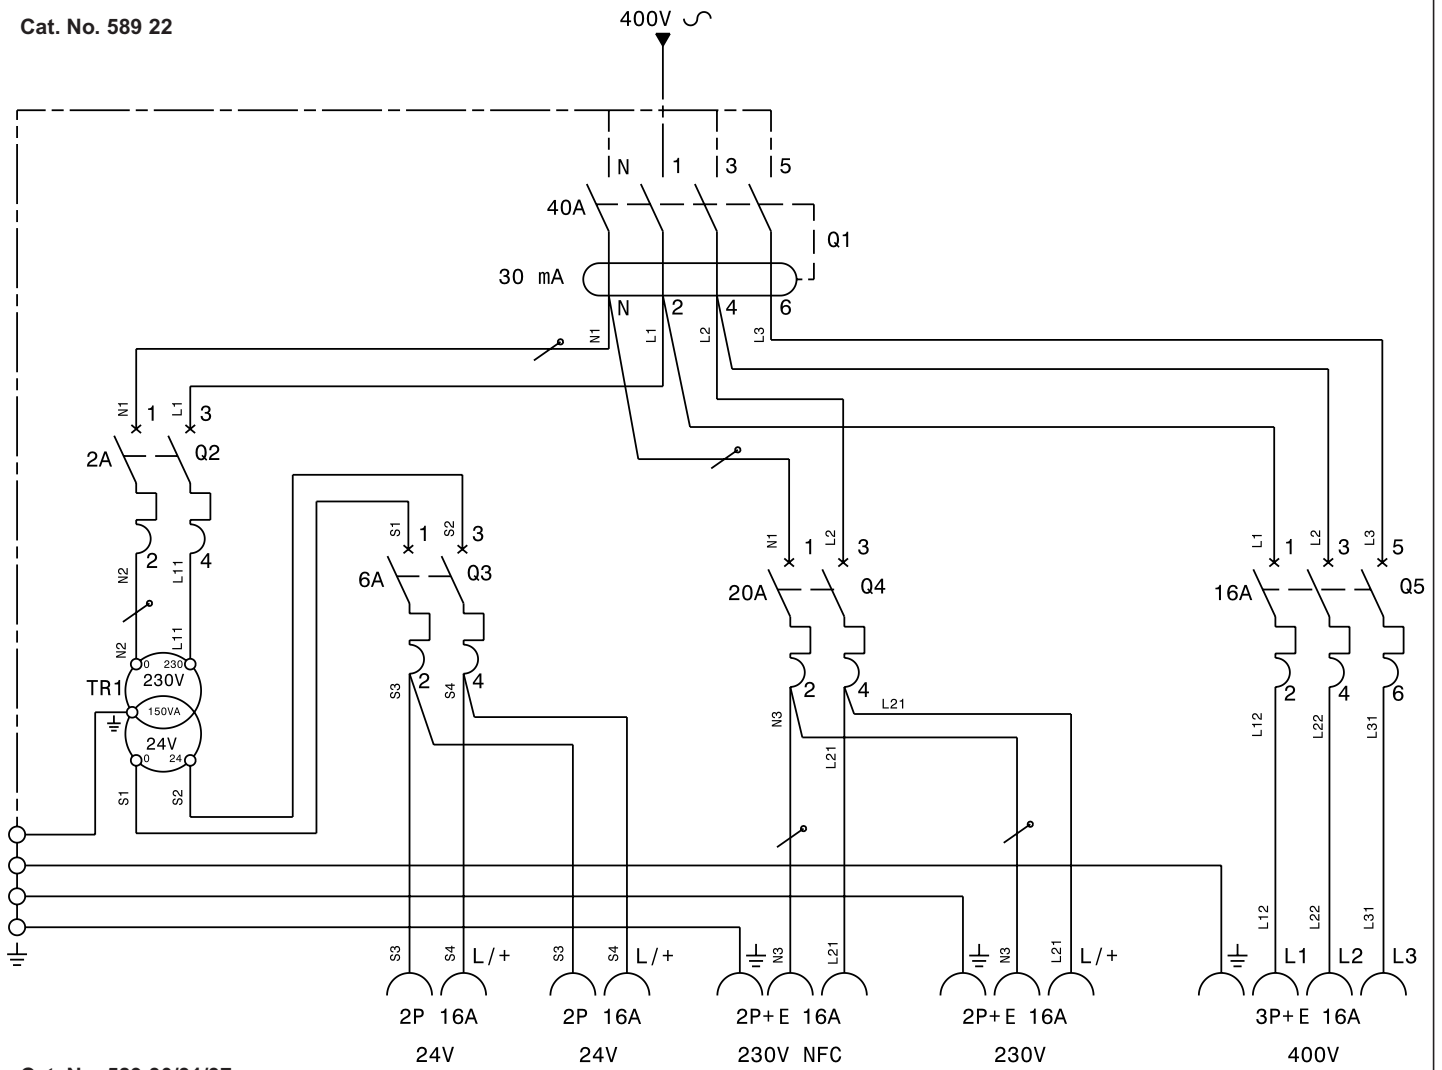 Cat. No. 589 22
400V
N 1 3 5
40A
Q1
30 mA
N 2 4 6
N1 L1 L2 L3
N1 1 L1 3
2A Q2
2 4
N2 L11
N2 L11
0 230
230V
TR1
150VA
24V
0 24
S1 S2
S1 1 S2 3
6A Q3
2 4
S3 S4
N1 1 L2 3
20A Q4
2 4
L21
N3 L21
L1 1 L2 3 L3 5
16A Q5
2 4 6
L12 L22 L31
L12 L22 L31
S3 S4 L/+
S3 S4 L/+
N3 L21
N3 L21 L/+
L1 L2 L3
2P 16A 2P 16A 2P+E 16A 2P+E 16A 3P+E 16A
24V 24V 230V NFC 230V 400V